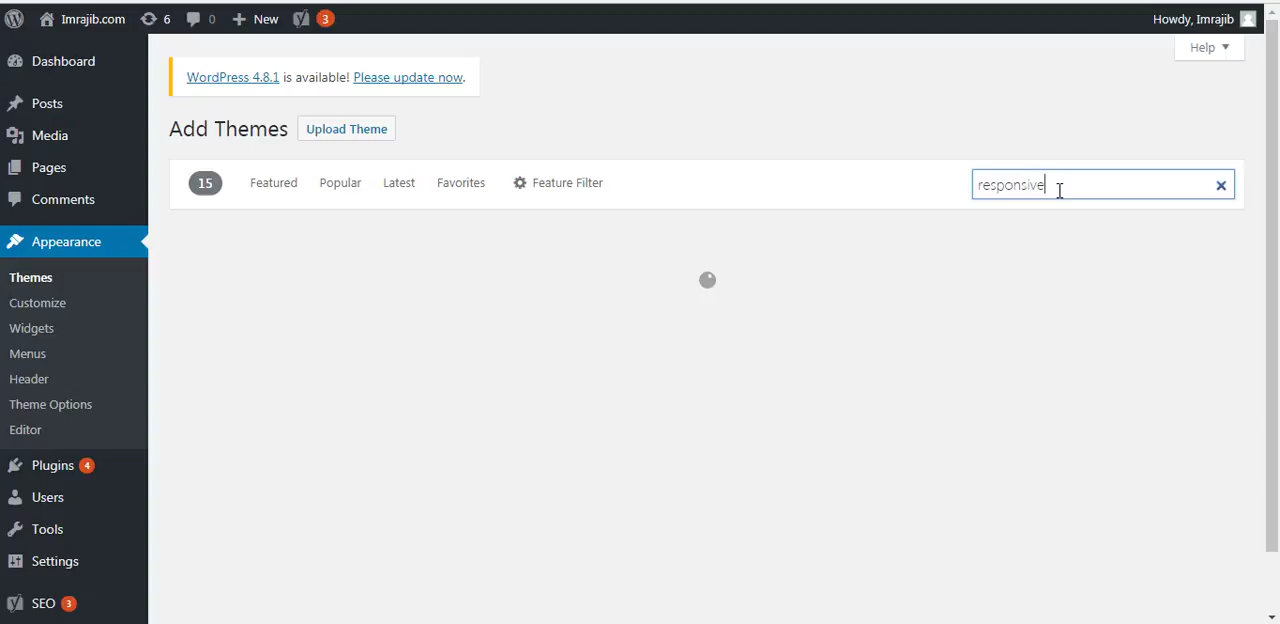 Imrajib.com 6 0 New 3 Howdy, Imrajib
Help
WordPress 4.8.1 is available! Please update now.
Add Themes Upload Theme
15 Featured Popular Latest Favorites Feature Filter responsive
Dashboard
Posts
Media
Pages
Comments
Appearance
Themes
Customize
Widgets
Menus
Header
Theme Options
Editor
Plugins 4
Users
Tools
Settings
SEO 3